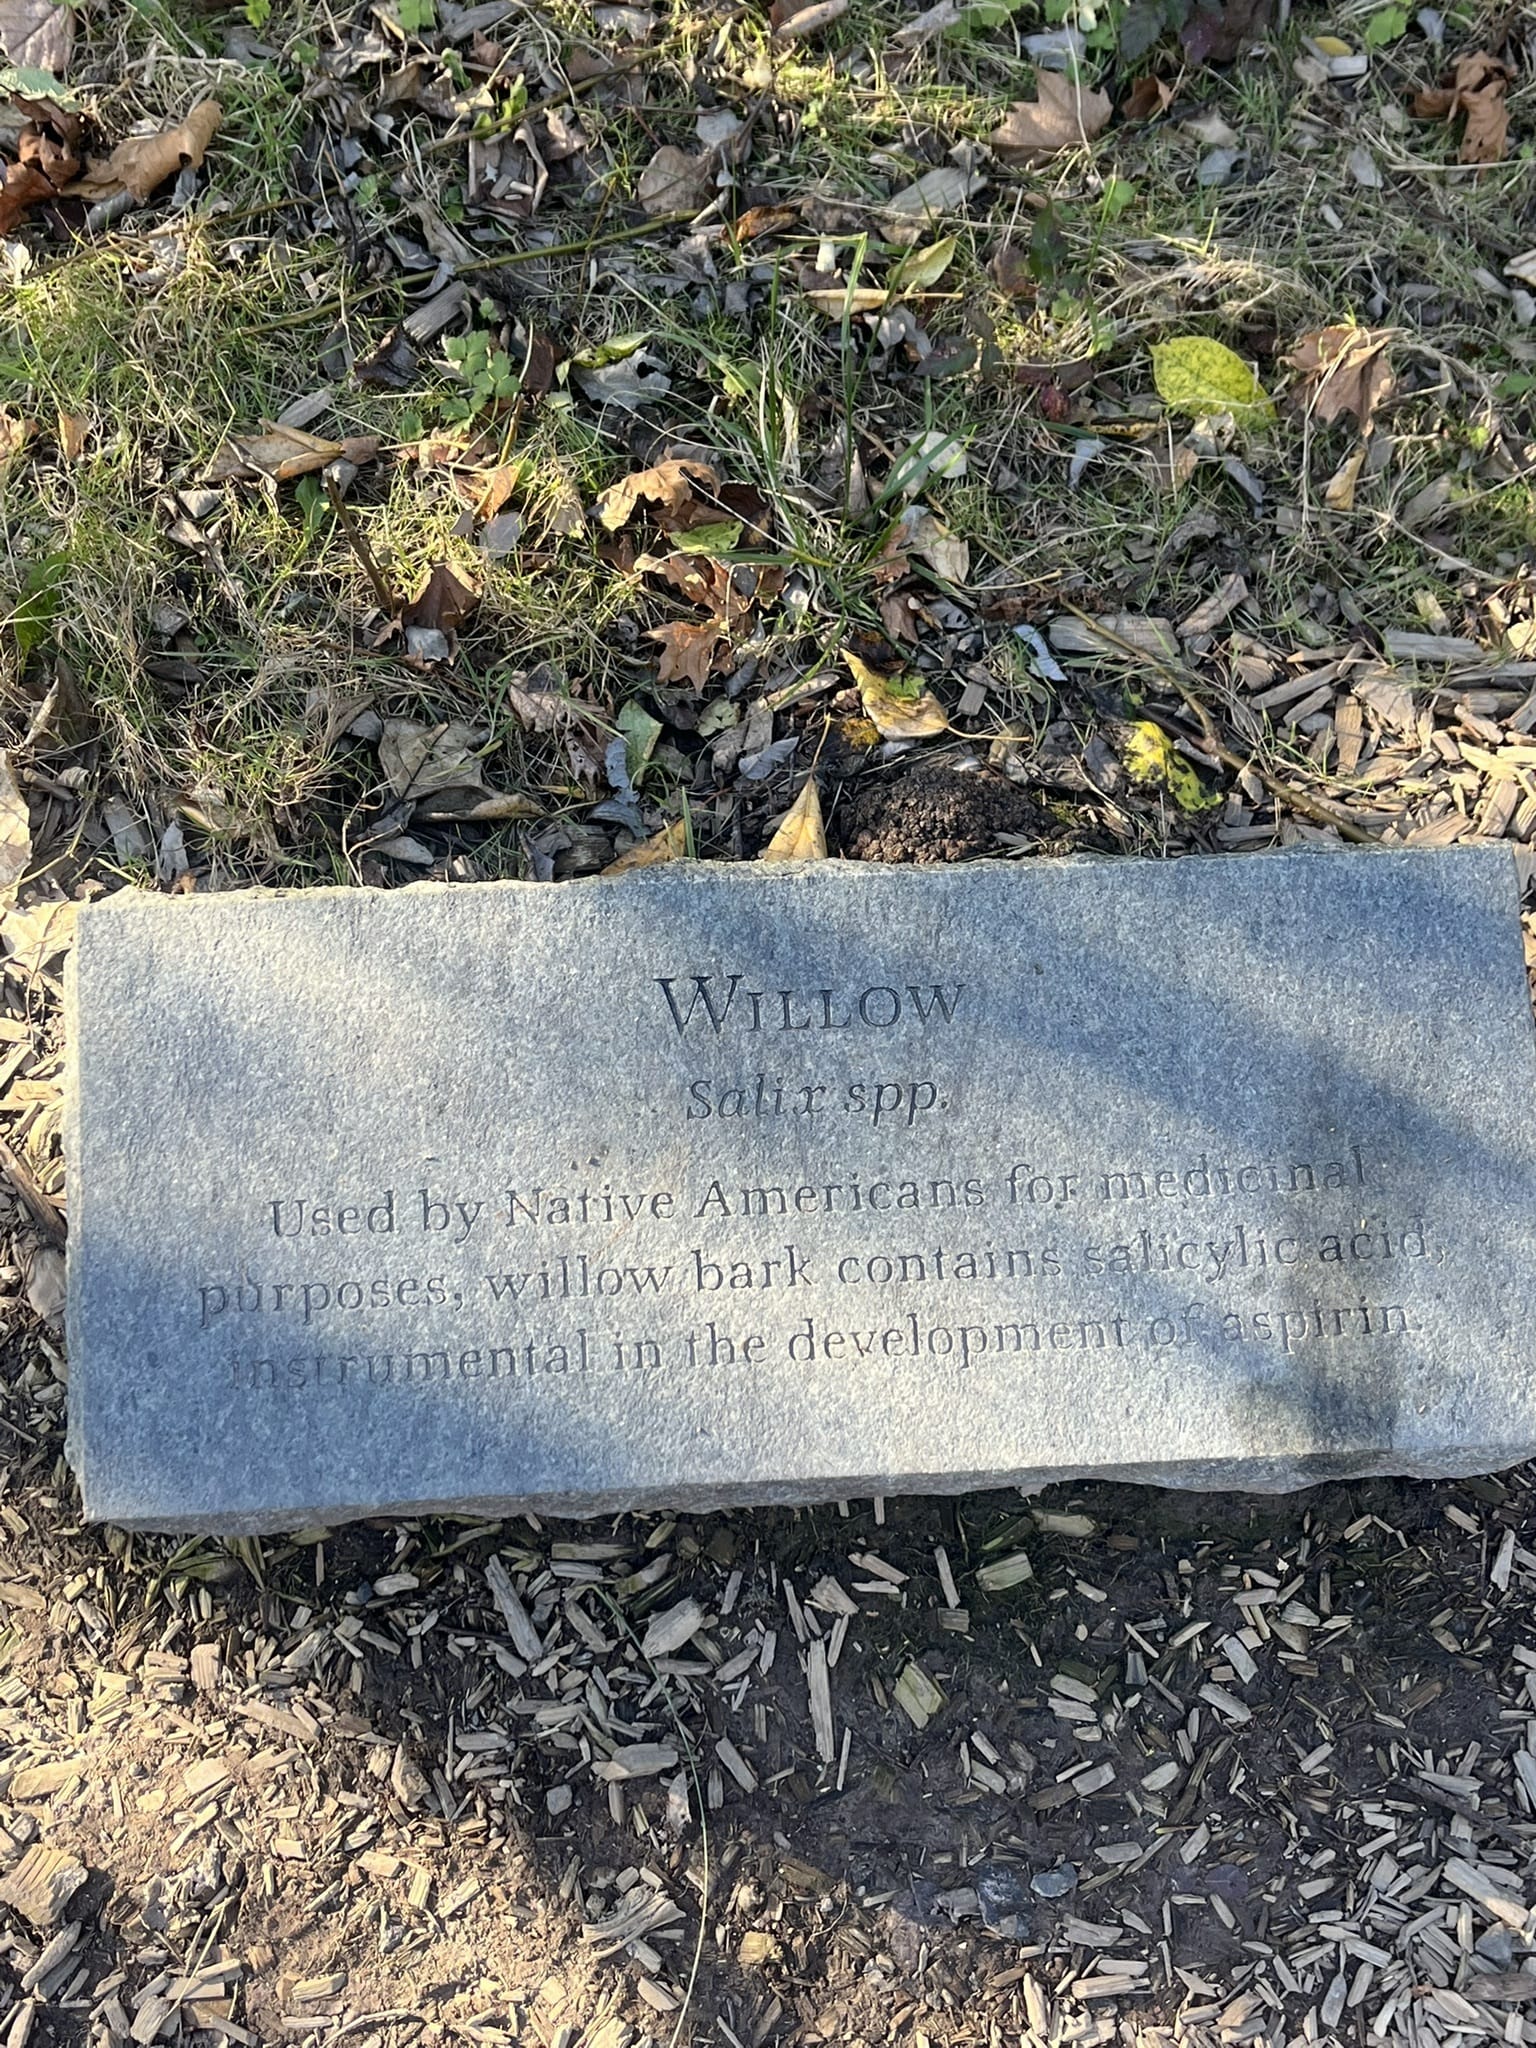 Willow
Salix spp.
Used by Native Americans for medicinal
purposes, willow bark contains salicylic acid,
instrumental in the development of aspirin.